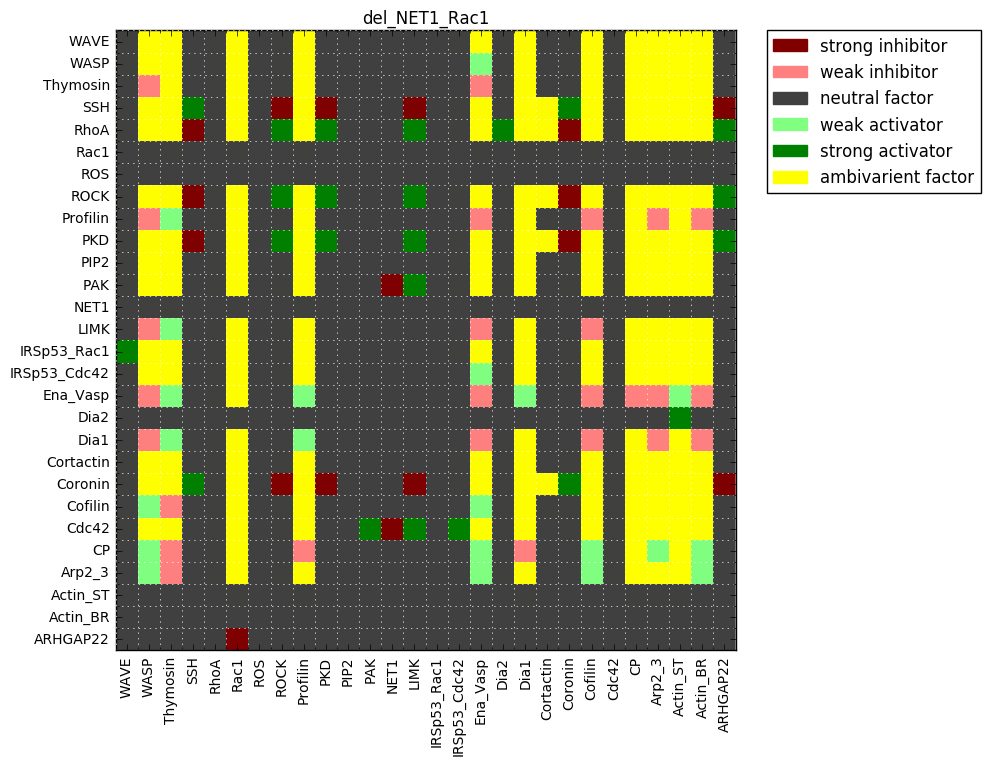 del_NET1_Rac1
strong inhibitor
weak inhibitor
neutral factor
weak activator
strong activator
ambivarient factor
WAVE
WASP
Thymosin
SSH
RhoA
Rac1
ROS
ROCK
Profilin
PKD
PIP2
PAK
NET1
LIMK
IRSp53_Rac1
IRSp53_Cdc42
Ena_Vasp
Dia2
Dia1
Cortactin
Coronin
Cofilin
Cdc42
CP
Arp2_3
Actin_ST
Actin_BR
ARHGAP22
WAVE
WASP
Thymosin
SSH
RhoA
Rac1
ROS
ROCK
Profilin
PKD
PIP2
PAK
NET1
LIMK
IRSp53_Rac1
IRSp53_Cdc42
Ena_Vasp
Dia2
Dia1
Cortactin
Coronin
Cofilin
Cdc42
CP
Arp2_3
Actin_ST
Actin_BR
ARHGAP22